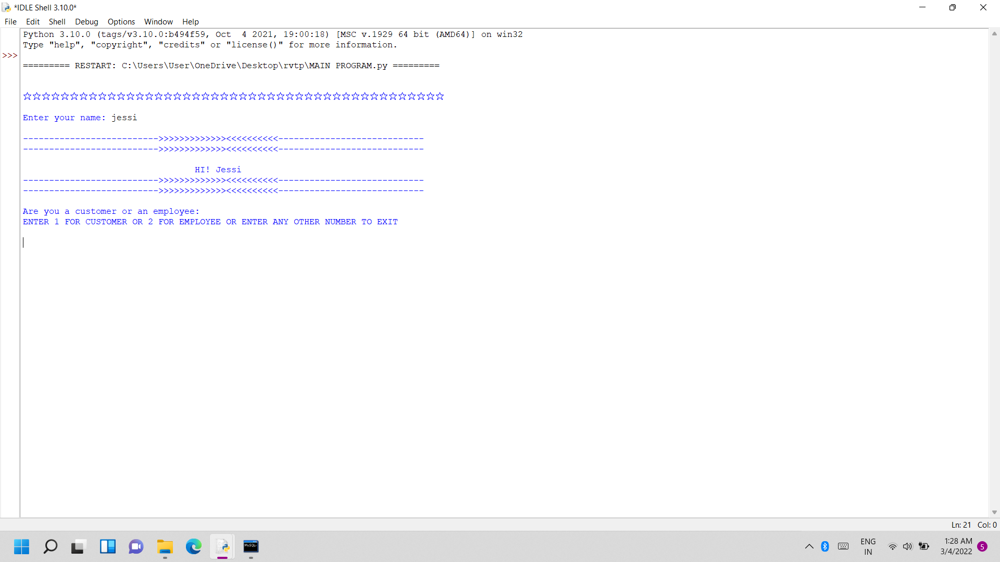 *IDLE Shell 3.10.0*
File Edit Shell Debug Options Window Help
Python 3.10.0 (tags/v3.10.0:b494f59, Oct  4 2021, 19:00:18) [MSC v.1929 64 bit (AMD64)] on win32
Type "help", "copyright", "credits" or "license()" for more information.
>>>
========= RESTART: C:\Users\User\OneDrive\Desktop\rvtp\MAIN PROGRAM.py =========
☆☆☆☆☆☆☆☆☆☆☆☆☆☆☆☆☆☆☆☆☆☆☆☆☆☆☆☆☆☆☆☆☆☆☆☆☆☆☆☆☆☆☆☆☆
Enter your name: jessi
-------------------------->>>>>>>>>>>>><<<<<<<<<<----------------------------
-------------------------->>>>>>>>>>>>><<<<<<<<<<----------------------------
HI! Jessi
-------------------------->>>>>>>>>>>>><<<<<<<<<<----------------------------
-------------------------->>>>>>>>>>>>><<<<<<<<<<----------------------------
Are you a customer or an employee:
ENTER 1 FOR CUSTOMER OR 2 FOR EMPLOYEE OR ENTER ANY OTHER NUMBER TO EXIT
Ln: 21 Col: 0
MySQL
ENG
IN
1:28 AM
3/4/2022
5